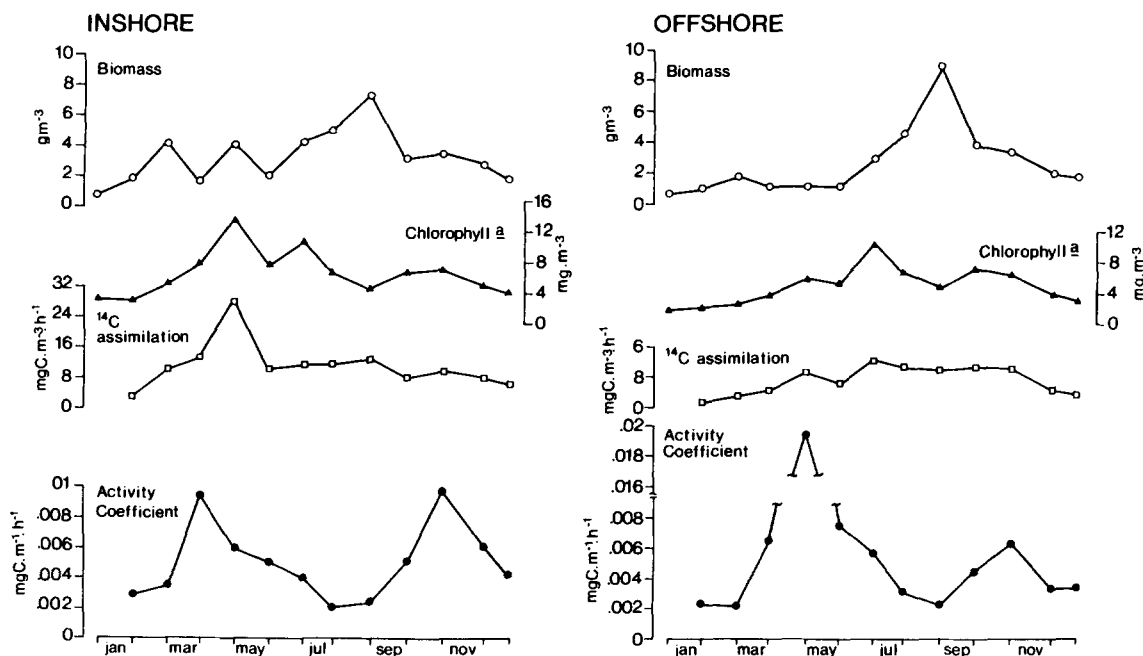 INSHORE
10
8
6
4
2
0
gm-3
Biomass
16
12
8
4
0
mg.m-3
Chlorophyll a
32
24
16
8
0
mgC.m-3h-1
14C
assimilation
01
.008
.006
.004
.002
0
mgC.m-1.h-1
Activity
Coefficient
jan
mar
may
jul
sep
nov
OFFSHORE
10
8
6
4
2
0
gm-3
Biomass
12
8
4
0
mg.m-3
Chlorophyll a
6
8
0
mgC.m-3h-1
14C assimilation
.02
.018
.016
.008
.006
.004
.002
0
mgC.m-1.h-1
Activity
Coefficient
jan
mar
may
jul
sep
nov